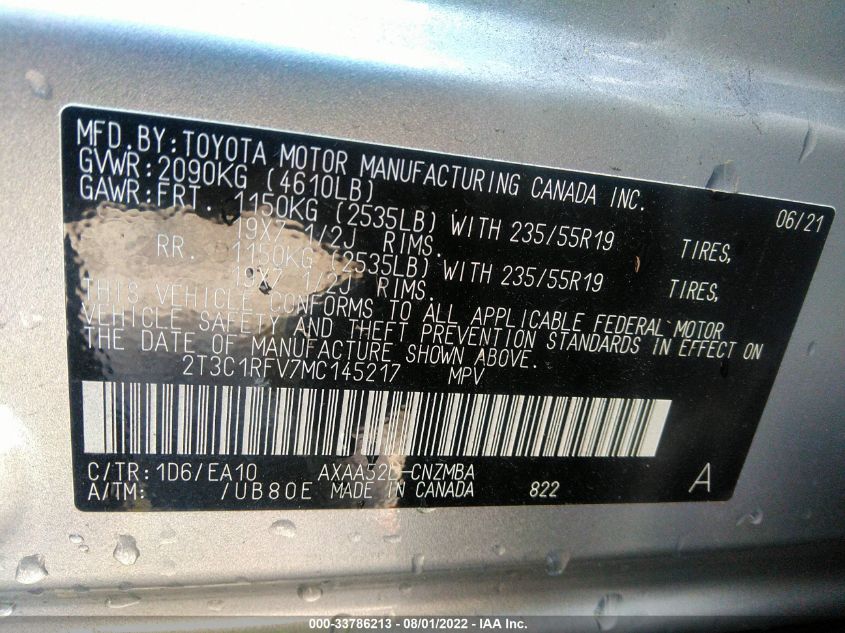 MFD.BY:TOYOTA MOTOR MANUFACTURING CANADA INC. 06/21
GVWR:2090KG (4610LB)
GAWR:FRT. 1150KG (2535LB) WITH 235/55R19 TIRES,
19X7 1/2J RIMS.
RR. 1150KG (2535LB) WITH 235/55R19 TIRES,
19X7 1/2J RIMS.
THIS VEHICLE CONFORMS TO ALL APPLICABLE FEDERAL MOTOR
VEHICLE SAFETY AND THEFT PREVENTION STANDARDS IN EFFECT ON
THE DATE OF MANUFACTURE SHOWN ABOVE.
2T3C1RFV7MC145217 MPV
C/TR:1D6/EA10 AXAA52L-CNZMBA
A/TM: /UB80E MADE IN CANADA 822 A
000-33786213 - 08/01/2022 - IAA Inc.